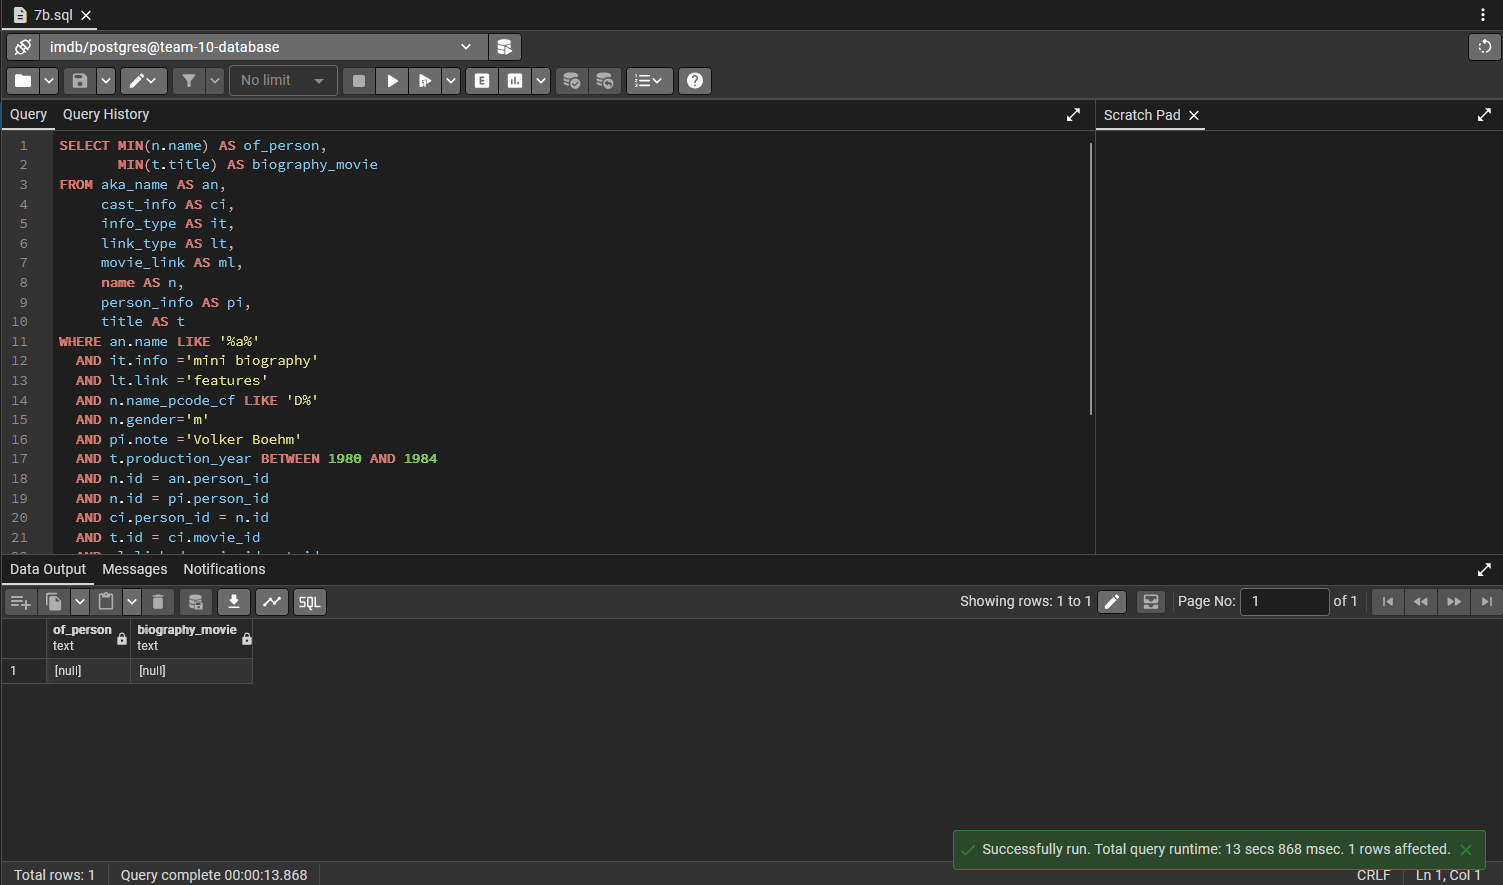 7b.sql
imdb/postgres@team-10-database
No limit
E
Query Query History
Scratch Pad
1 SELECT MIN(n.name) AS of_person,
2 MIN(t.title) AS biography_movie
3 FROM aka_name AS an,
4 cast_info AS ci,
5 info_type AS it,
6 link_type AS lt,
7 movie_link AS ml,
8 name AS n,
9 person_info AS pi,
10 title AS t
11 WHERE an.name LIKE '%a%'
12 AND it.info ='mini biography'
13 AND lt.link ='features'
14 AND n.name_pcode_cf LIKE 'D%'
15 AND n.gender='m'
16 AND pi.note ='Volker Boehm'
17 AND t.production_year BETWEEN 1980 AND 1984
18 AND n.id = an.person_id
19 AND n.id = pi.person_id
20 AND ci.person_id = n.id
21 AND t.id = ci.movie_id
Data Output Messages Notifications
SQL
Showing rows: 1 to 1
Page No: 1 of 1
of_person biography_movie
text text
1 [null] [null]
Successfully run. Total query runtime: 13 secs 868 msec. 1 rows affected.
Total rows: 1 Query complete 00:00:13.868 CRLF Ln 1, Col 1